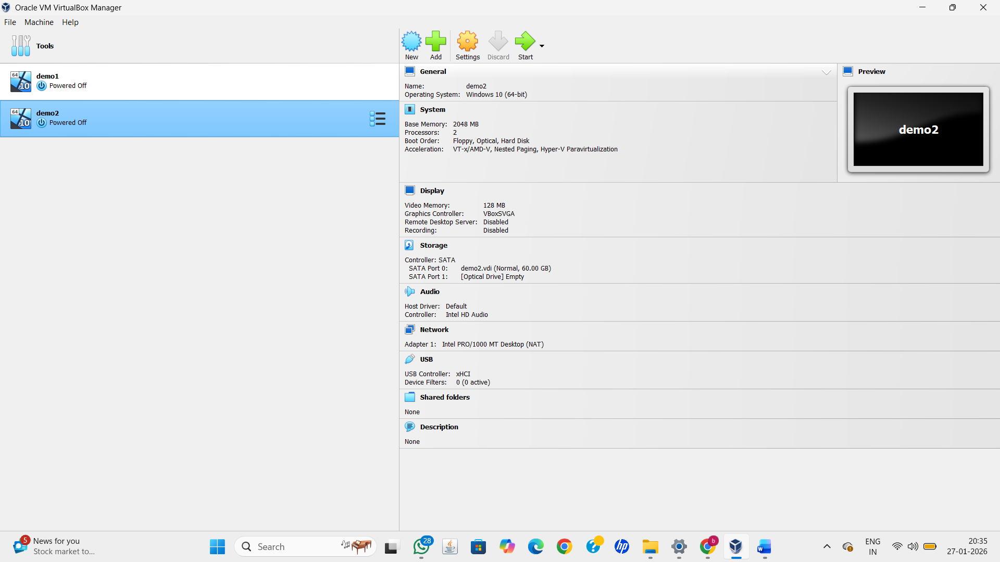 Oracle VM VirtualBox Manager
File Machine Help
Tools
New Add Settings Discard Start
64
10
demo1
Powered Off
64
10
demo2
Powered Off
General
Name: demo2
Operating System: Windows 10 (64-bit)
Preview
demo2
System
Base Memory: 2048 MB
Processors: 2
Boot Order: Floppy, Optical, Hard Disk
Acceleration: VT-x/AMD-V, Nested Paging, Hyper-V Paravirtualization
Display
Video Memory: 128 MB
Graphics Controller: VBoxSVGA
Remote Desktop Server: Disabled
Recording: Disabled
Storage
Controller: SATA
SATA Port 0: demo2.vdi (Normal, 60.00 GB)
SATA Port 1: [Optical Drive] Empty
Audio
Host Driver: Default
Controller: Intel HD Audio
Network
Adapter 1: Intel PRO/1000 MT Desktop (NAT)
USB
USB Controller: xHCI
Device Filters: 0 (0 active)
Shared folders
None
Description
None
5
News for you
Stock market to...
Search
28
?
hp
b
W
ENG
IN
20:35
27-01-2026